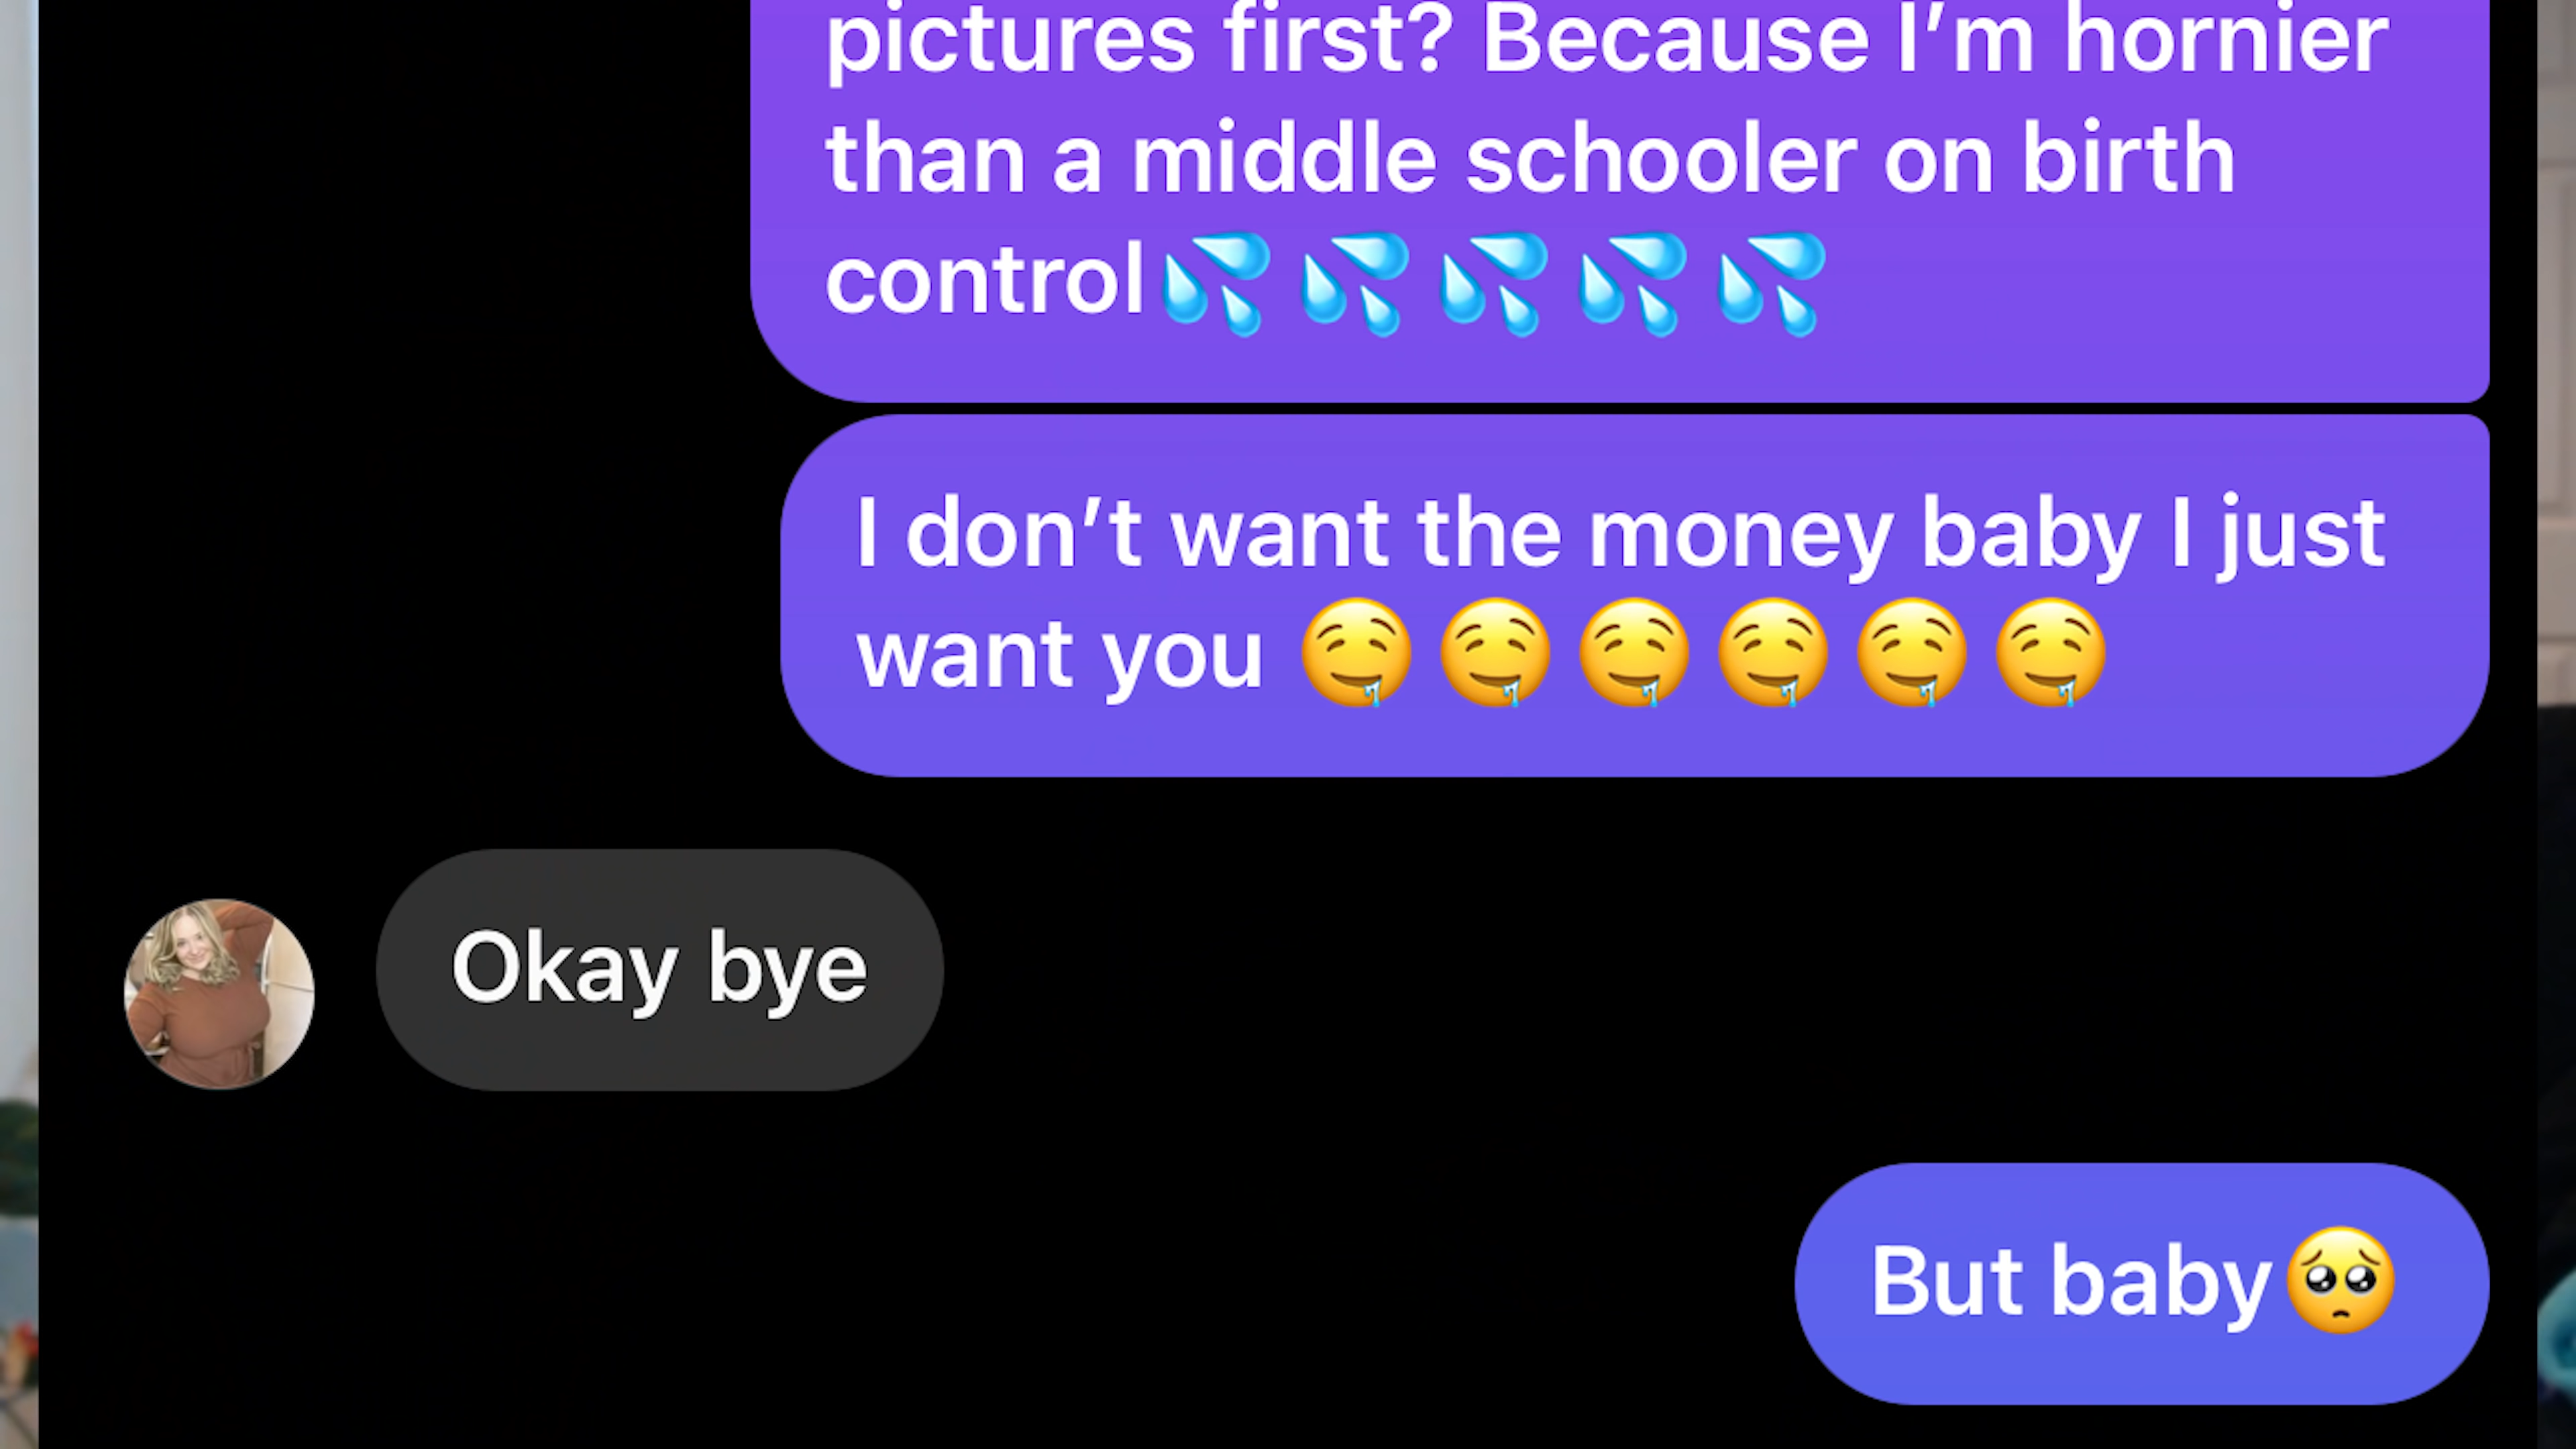 pictures first? Because I'm hornier
than a middle schooler on birth
control💦💦💦💦💦
I don't want the money baby I just
want you 🤤🤤🤤🤤🤤🤤
Okay bye
But baby🥺